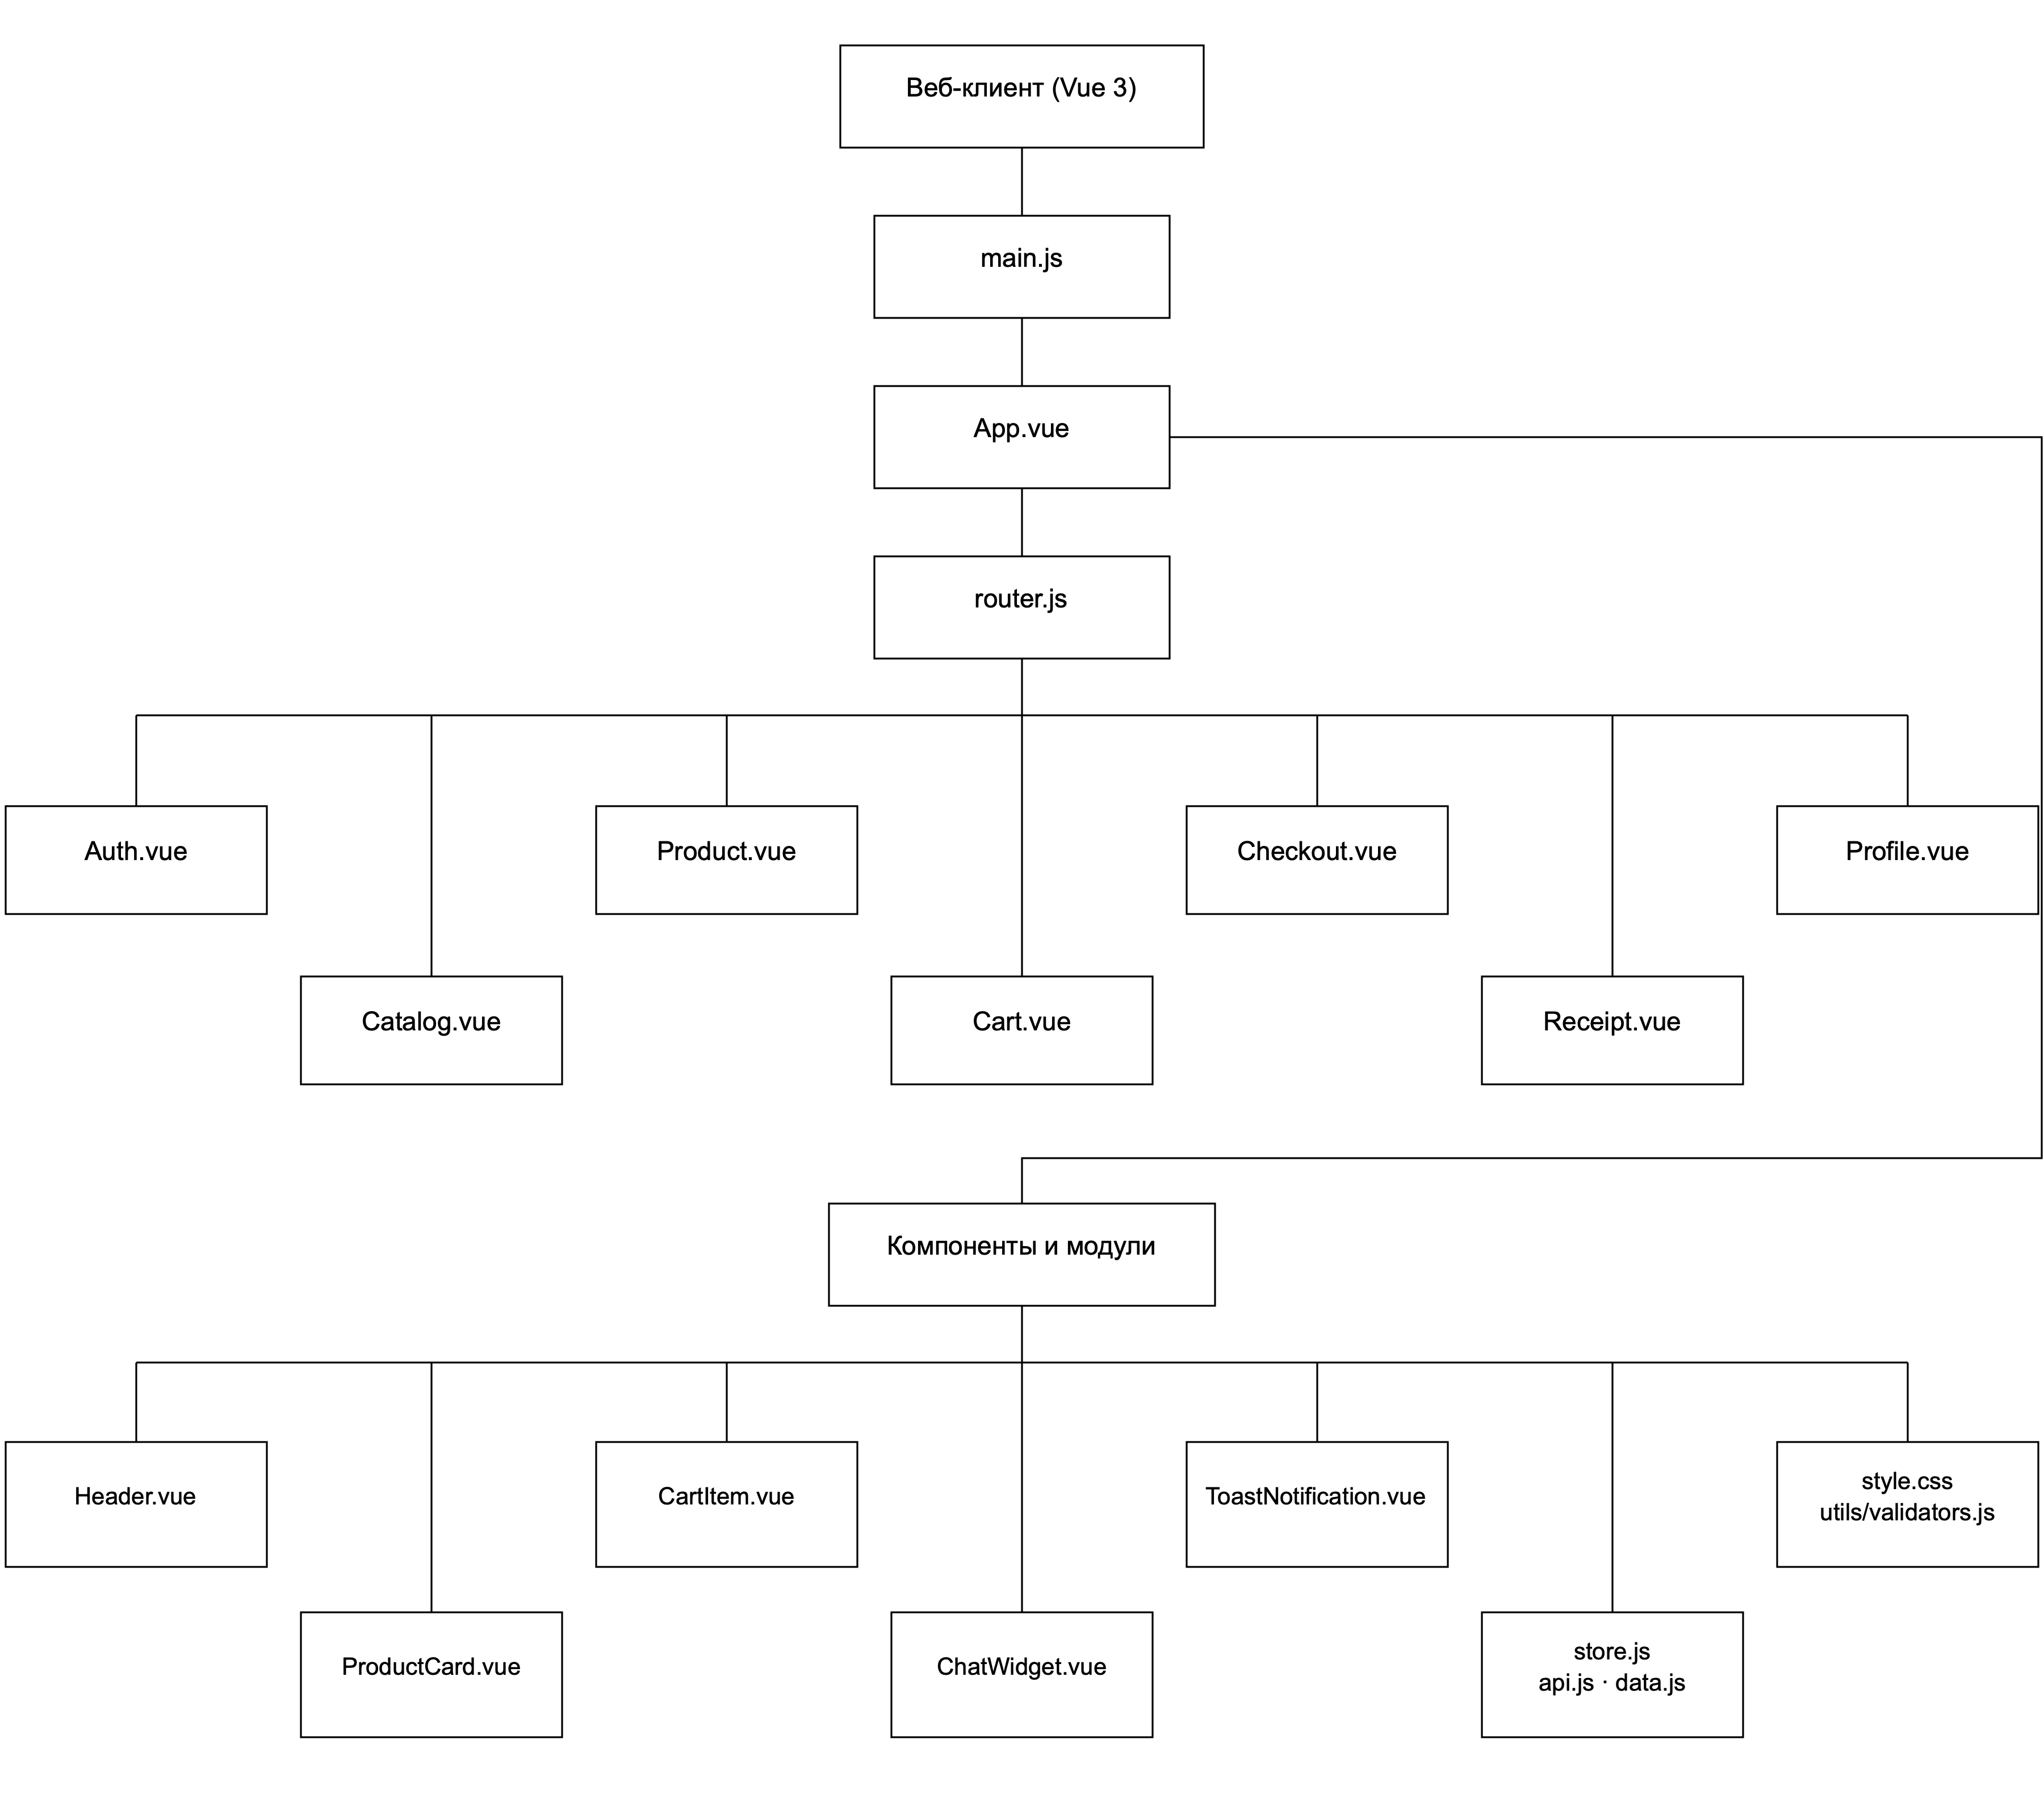 Веб-клиент (Vue 3)
main.js
App.vue
router.js
Auth.vue
Product.vue
Checkout.vue
Profile.vue
Catalog.vue
Cart.vue
Receipt.vue
Компоненты и модули
Header.vue
CartItem.vue
ToastNotification.vue
style.css
utils/validators.js
ProductCard.vue
ChatWidget.vue
store.js
api.js · data.js